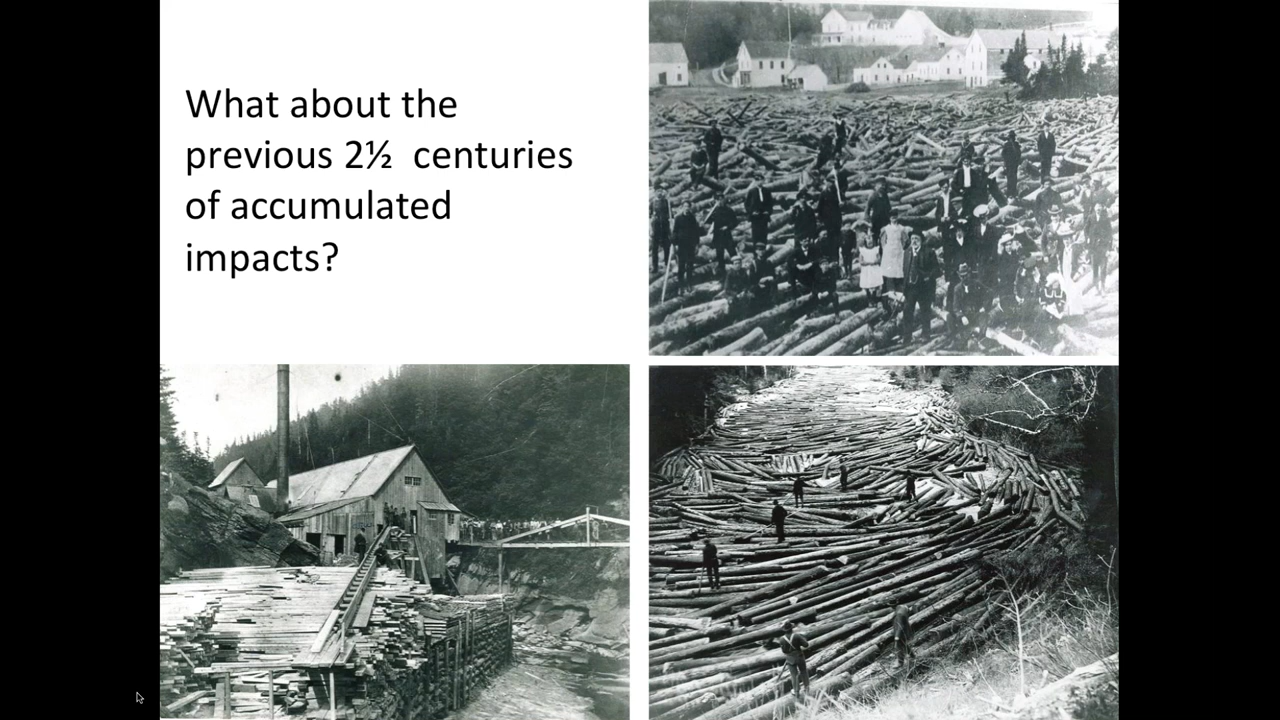 What about the
previous 2½ centuries
of accumulated
impacts?